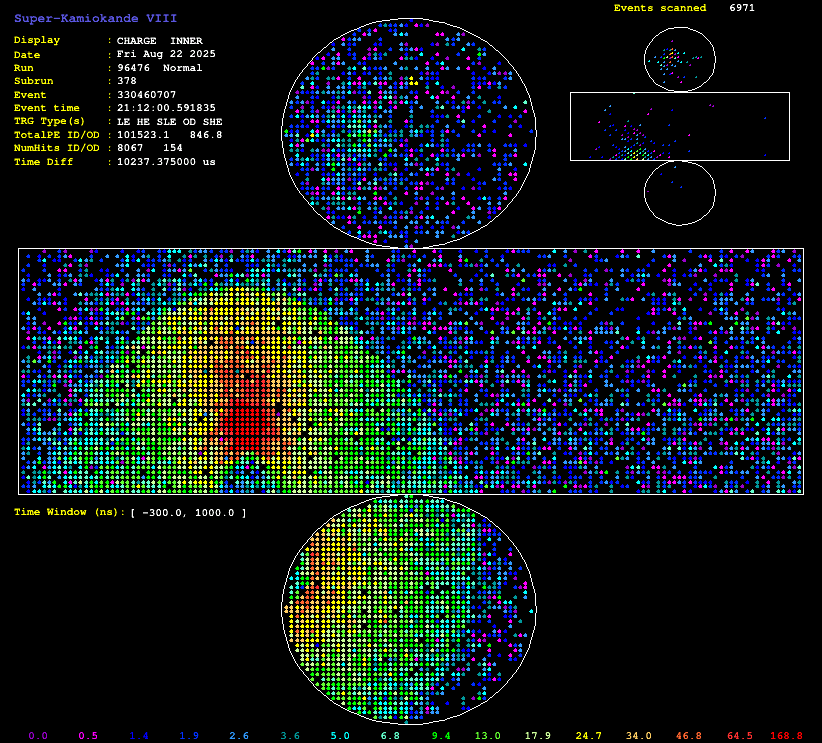 Super-Kamiokande VIII
Events scanned 6971
Display : CHARGE INNER
Date : Fri Aug 22 2025
Run : 96476 Normal
Subrun : 378
Event : 330460707
Event time : 21:12:00.591835
TRG Type(s) : LE HE SLE OD SHE
TotalPE ID/OD : 101523.1 846.8
NumHits ID/OD : 8067 154
Time Diff : 10237.375000 us
Time Window (ns): [ -300.0, 1000.0 ]
0.0 0.5 1.4 1.9 2.6 3.6 5.0 6.8 9.4 13.0 17.9 24.7 34.0 46.8 64.5 168.8